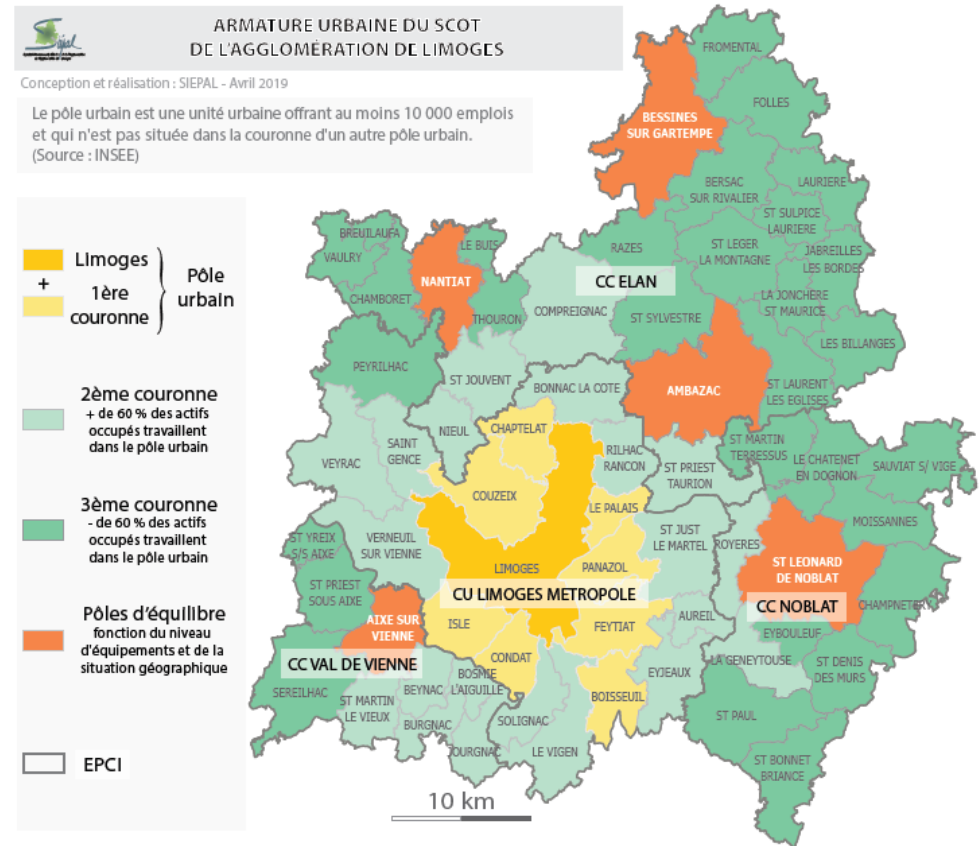 Siepal
ARMATURE URBAINE DU SCOT
DE L'AGGLOMÉRATION DE LIMOGES
Conception et réalisation : SIEPAL - Avril 2019
Le pôle urbain est une unité urbaine offrant au moins 10 000 emplois
et qui n'est pas située dans la couronne d'un autre pôle urbain.
(Source : INSEE)
LImoges
+
1ère
couronne
Pôle
urbain
2ème couronne
+ de 60 % des actifs
occupés travaillent
dans le pôle urbain
3ème couronne
- de 60 % des actifs
occupés travaillent
dans le pôle urbain
Pôles d'équilibre
fonction du niveau
d'équipements et de la
situation géographique
EPCI
FROMENTAL
FOLLES
BESSINES
SUR GARTEMPE
BERSAC
SUR RIVALIER
LAURIERE
ST SULPICE
LAURIERE
BREUILAUFA
VAULRY
LE BUIS
RAZES
ST LEGER
LA MONTAGNE
JABREILLES
LES BORDES
NANTIAT
CC ELAN
CHAMBORET
THOURON
COMPREIGNAC
ST SYLVESTRE
LA JONCHÈRE
ST MAURICE
LES BILLANGES
PEYRILHAC
ST JOUVENT
BONNAC LA COTE
AMBAZAC
ST LAURENT
LES EGLISES
NIEUL
CHAPTELAT
VEYRAC
SAINT
GENCE
RILHAC
RANCON
ST PRIEST
TAURION
ST MARTIN
TERRESSUS
LE CHATENET
EN DOGNON
SAUVIAT S/ VIGE
COUZEIX
LE PALAIS
MOISSANNES
ST YREIX
S/S AIXE
VERNEUIL
SUR VIENNE
ST JUST
LE MARTEL
ROYERES
LIMOGES
PANAZOL
ST LEONARD
DE NOBLAT
ST PRIEST
SOUS AIXE
CU LIMOGES METROPOLE
CC NOBLAT
CHAMPNETERY
AIXE SUR
VIENNE
ISLE
FEYTIAT
AUREIL
EYBOULEUF
CC VAL DE VIENNE
CONDAT
LA GENEYTOUSE
ST DENIS
DES MURS
SEREILHAC
ST MARTIN
LE VIEUX
BEYNAC
BOSMIE
L'AIGUILLE
EYJEAUX
BOISSEUIL
BURGNAC
SOLIGNAC
ST PAUL
JOURGNAC
LE VIGEN
ST BONNET
BRIANCE
10 km